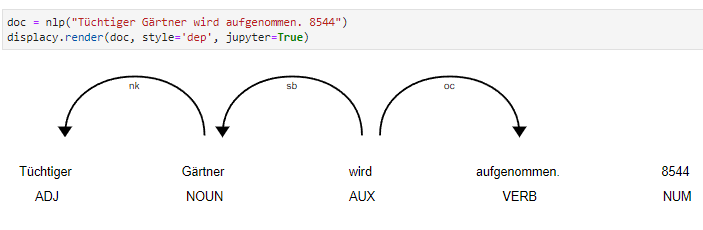 doc = nlp("Tüchtiger Gärtner wird aufgenommen. 8544")
displacy.render(doc, style='dep', jupyter=True)
nk sb oc
Tüchtiger Gärtner wird aufgenommen. 8544
ADJ NOUN AUX VERB NUM